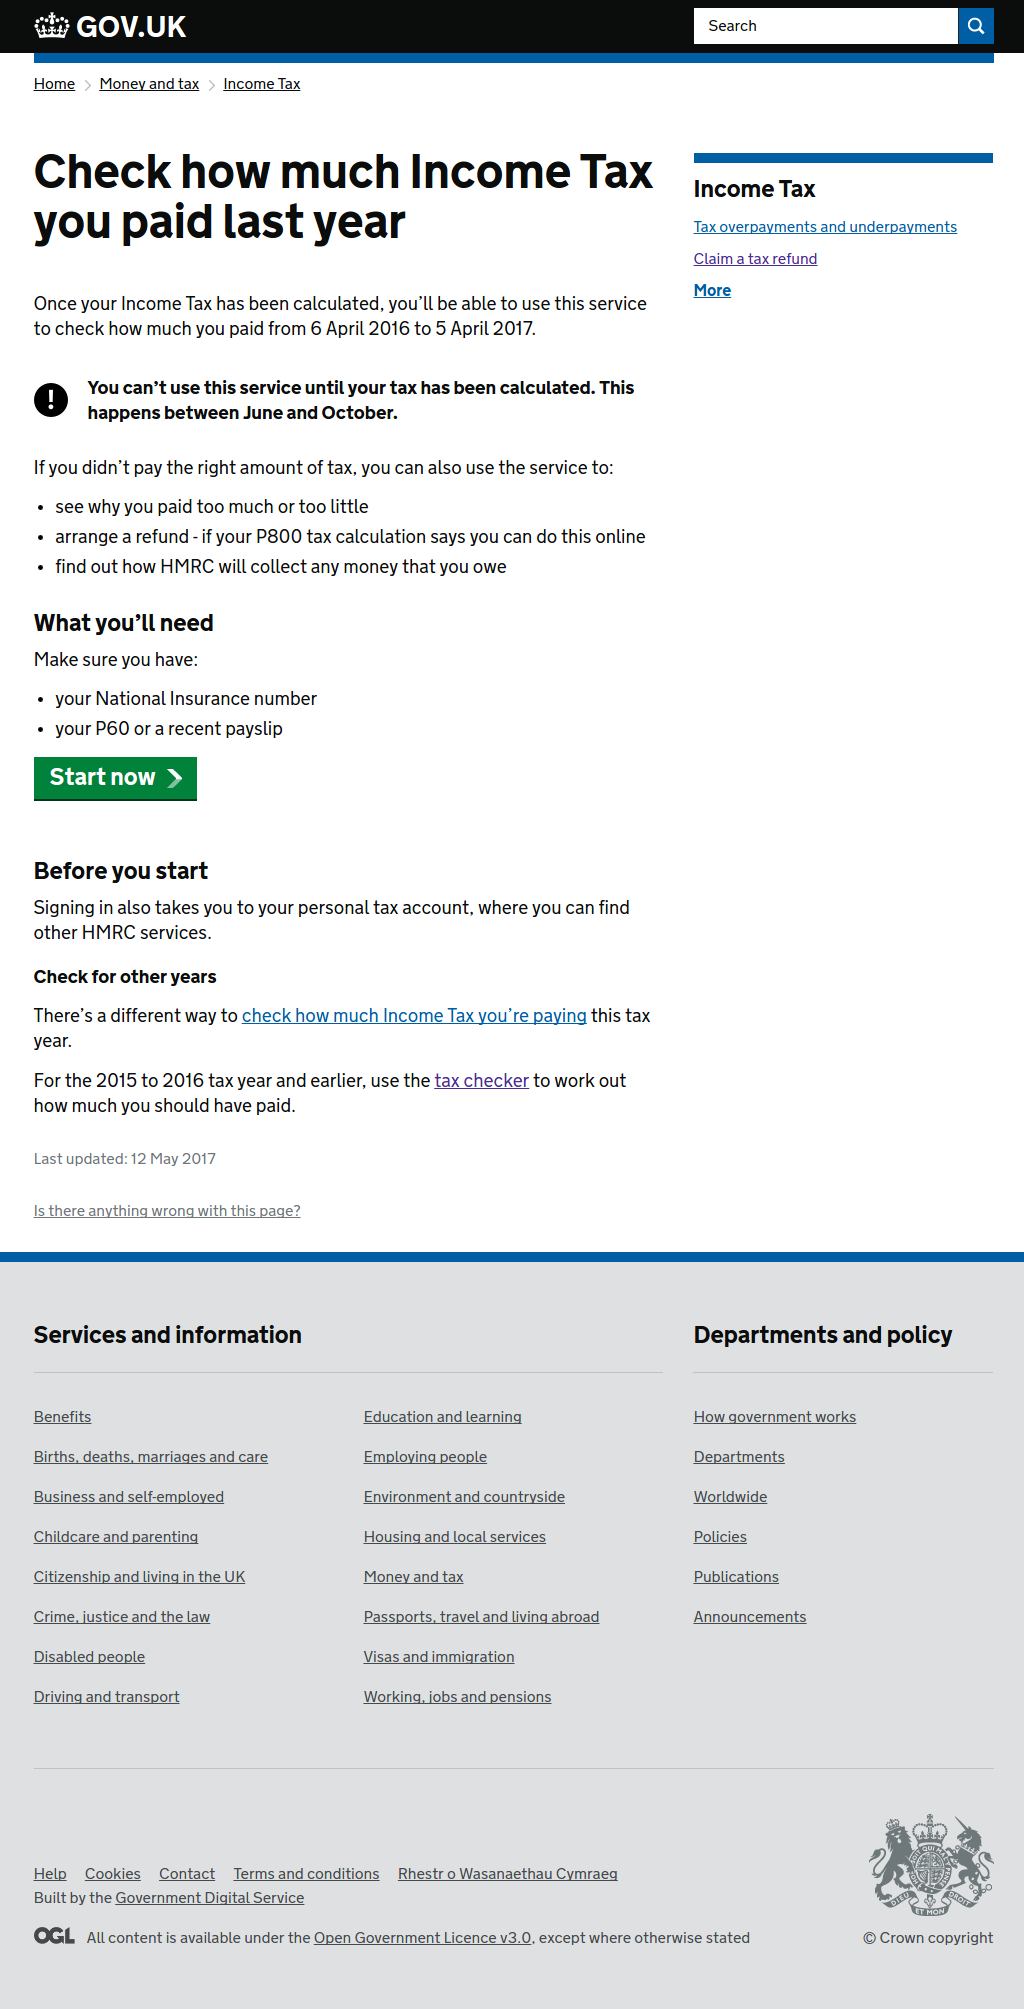 GOV.UK
Search
Home
Money and tax
Income Tax
Check how much Income Tax
you paid last year
Once your Income Tax has been calculated, you’ll be able to use this service
to check how much you paid from 6 April 2016 to 5 April 2017.
!
You can’t use this service until your tax has been calculated. This
happens between June and October.
If you didn’t pay the right amount of tax, you can also use the service to:
• see why you paid too much or too little
• arrange a refund - if your P800 tax calculation says you can do this online
• find out how HMRC will collect any money that you owe
What you’ll need
Make sure you have:
• your National Insurance number
• your P60 or a recent payslip
Start now
Before you start
Signing in also takes you to your personal tax account, where you can find
other HMRC services.
Check for other years
There’s a different way to check how much Income Tax you’re paying this tax
year.
For the 2015 to 2016 tax year and earlier, use the tax checker to work out
how much you should have paid.
Last updated: 12 May 2017
Is there anything wrong with this page?
Income Tax
Tax overpayments and underpayments
Claim a tax refund
More
Services and information
Benefits
Births, deaths, marriages and care
Business and self-employed
Childcare and parenting
Citizenship and living in the UK
Crime, justice and the law
Disabled people
Driving and transport
Education and learning
Employing people
Environment and countryside
Housing and local services
Money and tax
Passports, travel and living abroad
Visas and immigration
Working, jobs and pensions
Departments and policy
How government works
Departments
Worldwide
Policies
Publications
Announcements
Help
Cookies
Contact
Terms and conditions
Rhestr o Wasanaethau Cymraeg
Built by the Government Digital Service
OGL
All content is available under the Open Government Licence v3.0, except where otherwise stated
DIEU ET MON DROIT
© Crown copyright